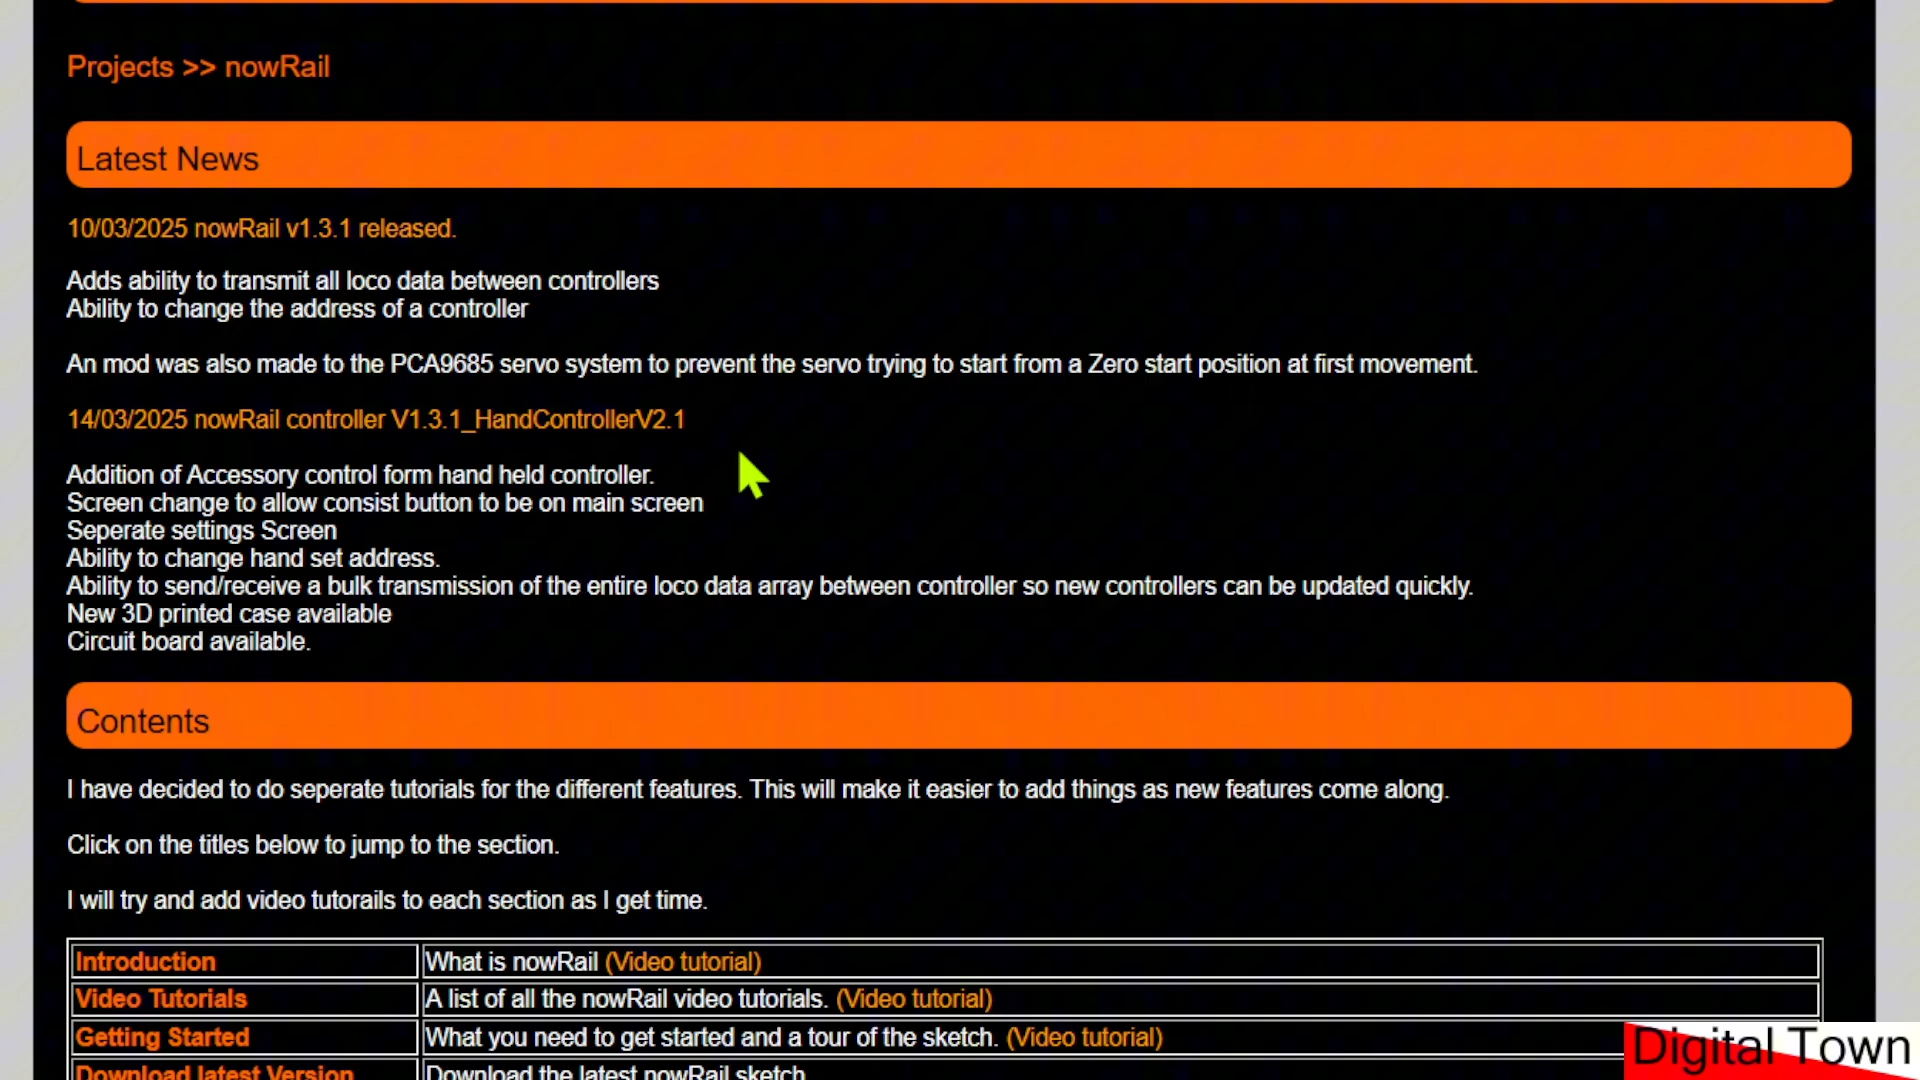 Projects >> nowRail
Latest News
10/03/2025 nowRail v1.3.1 released.
Adds ability to transmit all loco data between controllers
Ability to change the address of a controller
An mod was also made to the PCA9685 servo system to prevent the servo trying to start from a Zero start position at first movement.
14/03/2025 nowRail controller V1.3.1_HandControllerV2.1
Addition of Accessory control form hand held controller.
Screen change to allow consist button to be on main screen
Seperate settings Screen
Ability to change hand set address.
Ability to send/receive a bulk transmission of the entire loco data array between controller so new controllers can be updated quickly.
New 3D printed case available
Circuit board available.
Contents
I have decided to do seperate tutorials for the different features. This will make it easier to add things as new features come along.
Click on the titles below to jump to the section.
I will try and add video tutorails to each section as I get time.
Introduction What is nowRail (Video tutorial)
Video Tutorials A list of all the nowRail video tutorials. (Video tutorial)
Getting Started What you need to get started and a tour of the sketch. (Video tutorial)
Download latest Version Download the latest nowRail sketch
Digital Town